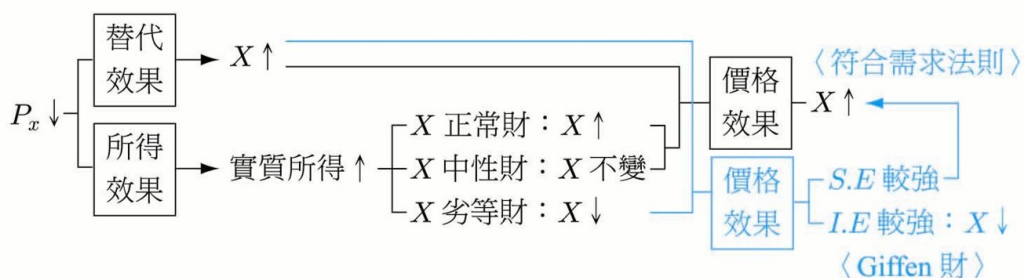 替代
效果
X↑
P_x↓
所得
效果
實質所得↑
X 正常財：X↑
X 中性財：X 不變
X 劣等財：X↓
價格
效果
X↑
〈符合需求法則〉
價格
效果
S.E 較強
I.E 較強：X↓
〈Giffen 財〉